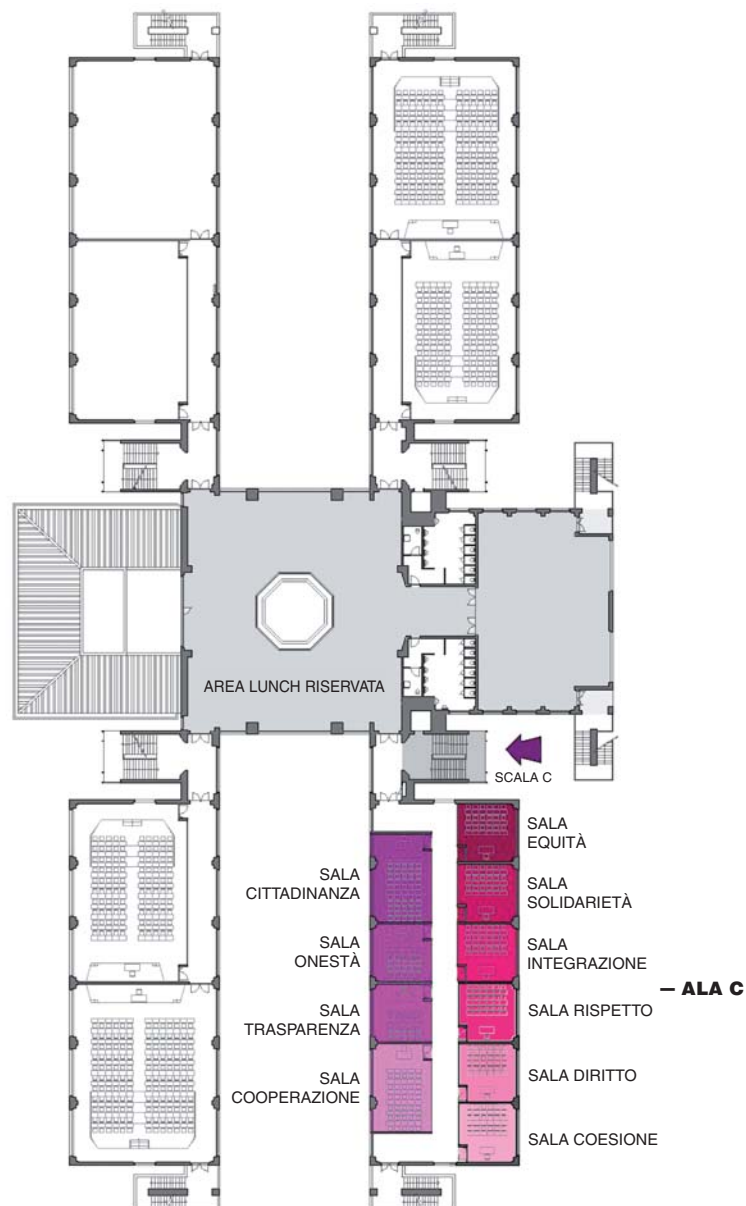 AREA LUNCH RISERVATA
SCALA C
SALA
EQUITÀ
SALA
CITTADINANZA
SALA
SOLIDARIETÀ
SALA
ONESTÀ
SALA
INTEGRAZIONE
— ALA C
SALA
TRASPARENZA
SALA RISPETTO
SALA
COOPERAZIONE
SALA DIRITTO
SALA COESIONE